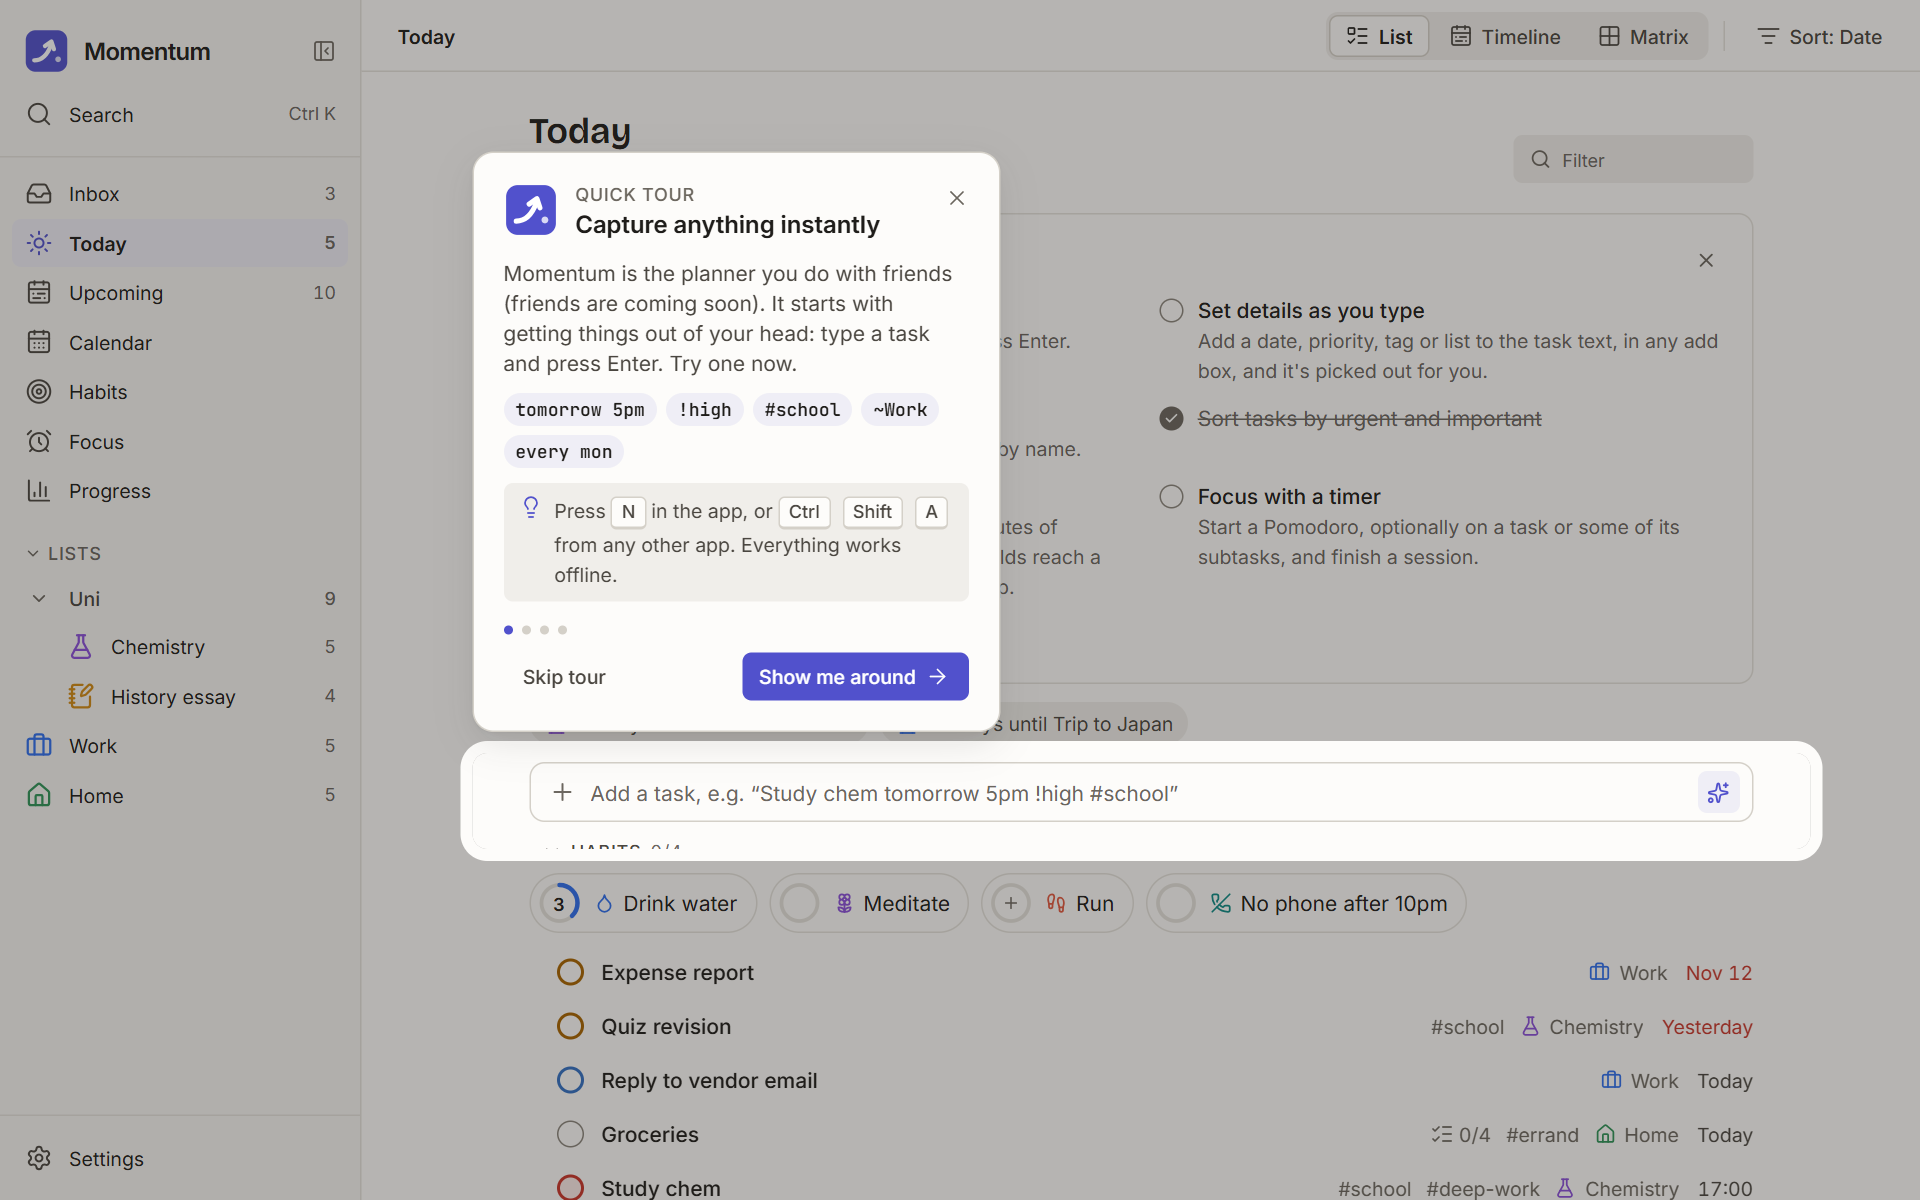 Momentum
Search Ctrl K
Inbox 3
Today 5
Upcoming 10
Calendar
Habits
Focus
Progress
LISTS
Uni 9
Chemistry 5
History essay 4
Work 5
Home 5
Settings
Today
List Timeline Matrix Sort: Date
Today
Filter
QUICK TOUR
Capture anything instantly
Momentum is the planner you do with friends
(friends are coming soon). It starts with
getting things out of your head: type a task
and press Enter. Try one now.
tomorrow 5pm !high #school ~Work
every mon
Press N in the app, or Ctrl Shift A
from any other app. Everything works
offline.
Skip tour Show me around
Enter.
by name.
of
reach a
Set details as you type
Add a date, priority, tag or list to the task text, in any add
box, and it's picked out for you.
Sort tasks by urgent and important
Focus with a timer
Start a Pomodoro, optionally on a task or some of its
subtasks, and finish a session.
until Trip to Japan
Add a task, e.g. “Study chem tomorrow 5pm !high #school”
HABITS 0/4
3 Drink water Meditate Run No phone after 10pm
Expense report Work Nov 12
Quiz revision #school Chemistry Yesterday
Reply to vendor email Work Today
Groceries 0/4 #errand Home Today
Study chem #school #deep-work Chemistry 17:00